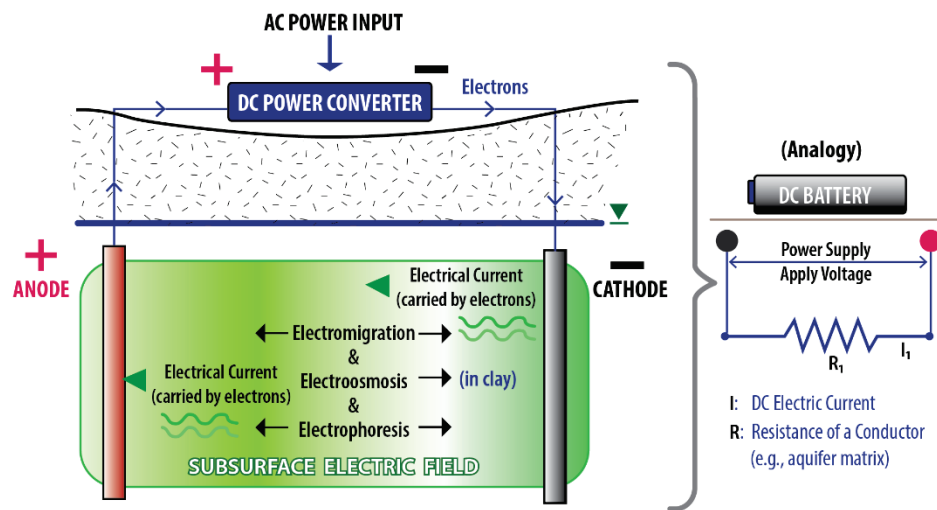 AC POWER INPUT
+
−
DC POWER CONVERTER
Electrons
+
ANODE
−
CATHODE
Electrical Current
(carried by electrons)
Electromigration
&
Electroosmosis
(in clay)
&
Electrophoresis
Electrical Current
(carried by electrons)
SUBSURFACE ELECTRIC FIELD
(Analogy)
DC BATTERY
Power Supply
Apply Voltage
R₁
I₁
I: DC Electric Current
R: Resistance of a Conductor
(e.g., aquifer matrix)